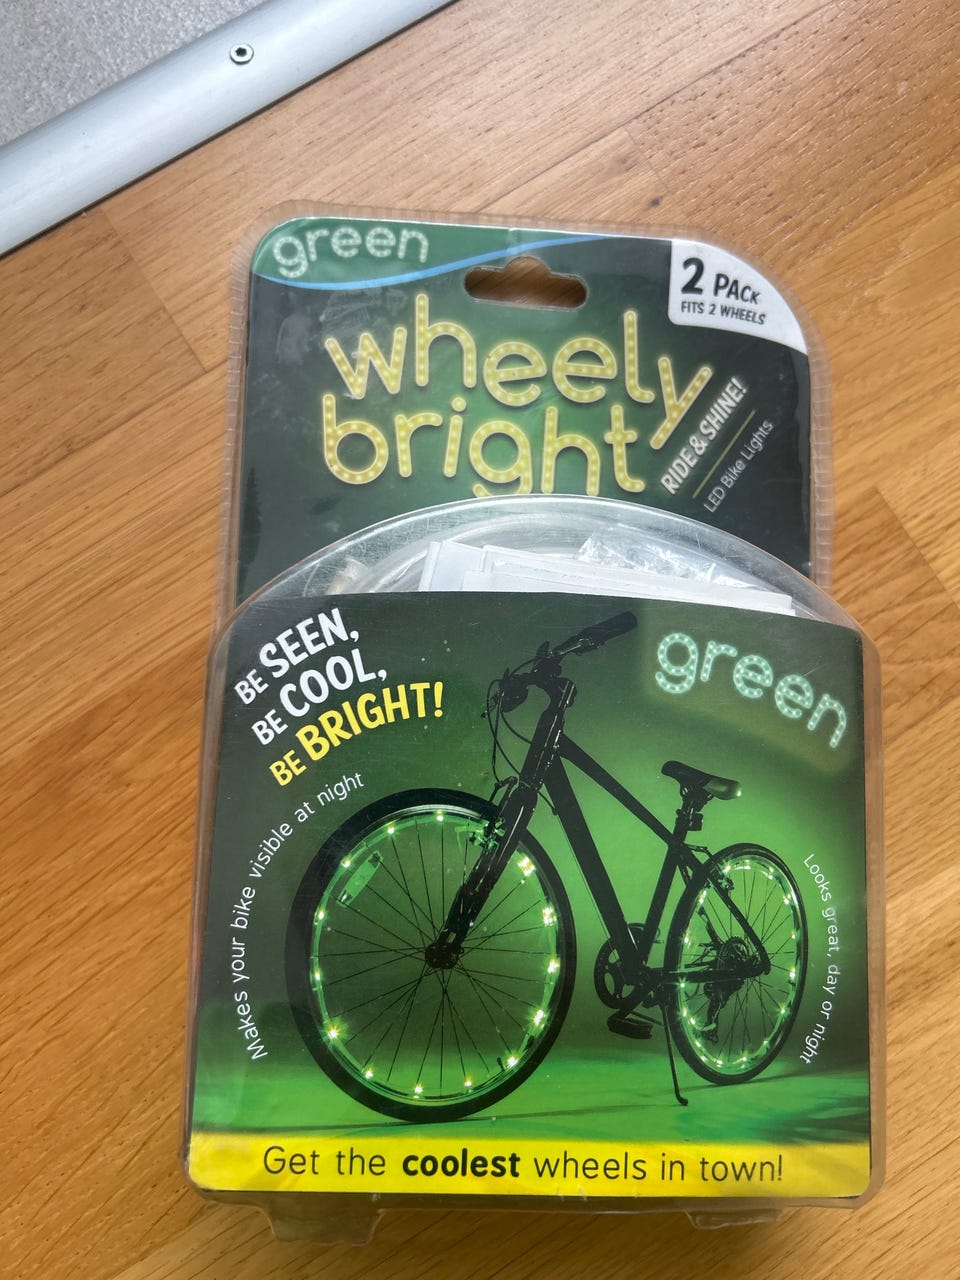 green
2 PACK
FITS 2 WHEELS
wheely
bright
RIDE & SHINE!
LED Bike Lights
BE SEEN,
BE COOL,
BE BRIGHT!
green
Makes your bike visible at night
Looks great, day or night
Get the coolest wheels in town!